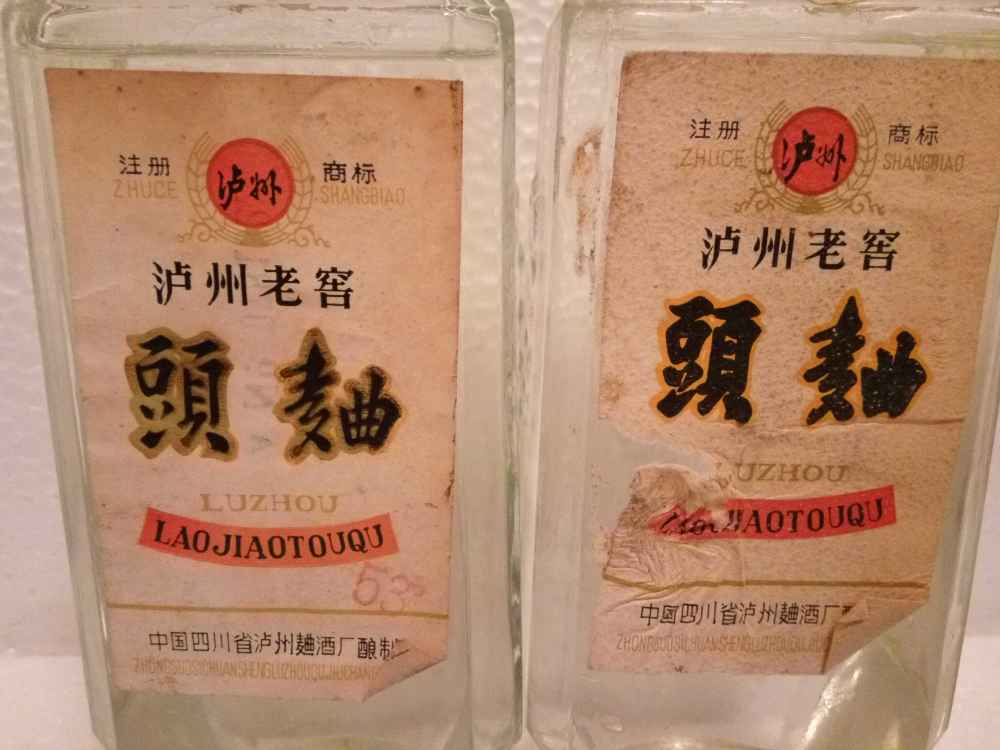 注册 泸州 商标
ZHUCE SHANGBIAO
泸州老窖
頭麯
LUZHOU
LAOJIAOTOUQU
53°
中国四川省泸州麯酒厂酿制
ZHONGGUOSICHUANSHENGLUZHOUQUJIUCHANG
注册 泸州 商标
ZHUCE SHANGBIAO
泸州老窖
頭麯
LUZHOU
JIAOTOUQU
中国四川省泸州麯酒厂
ZHONGGUOSICHUANSHENGLUZHOUQUJIU